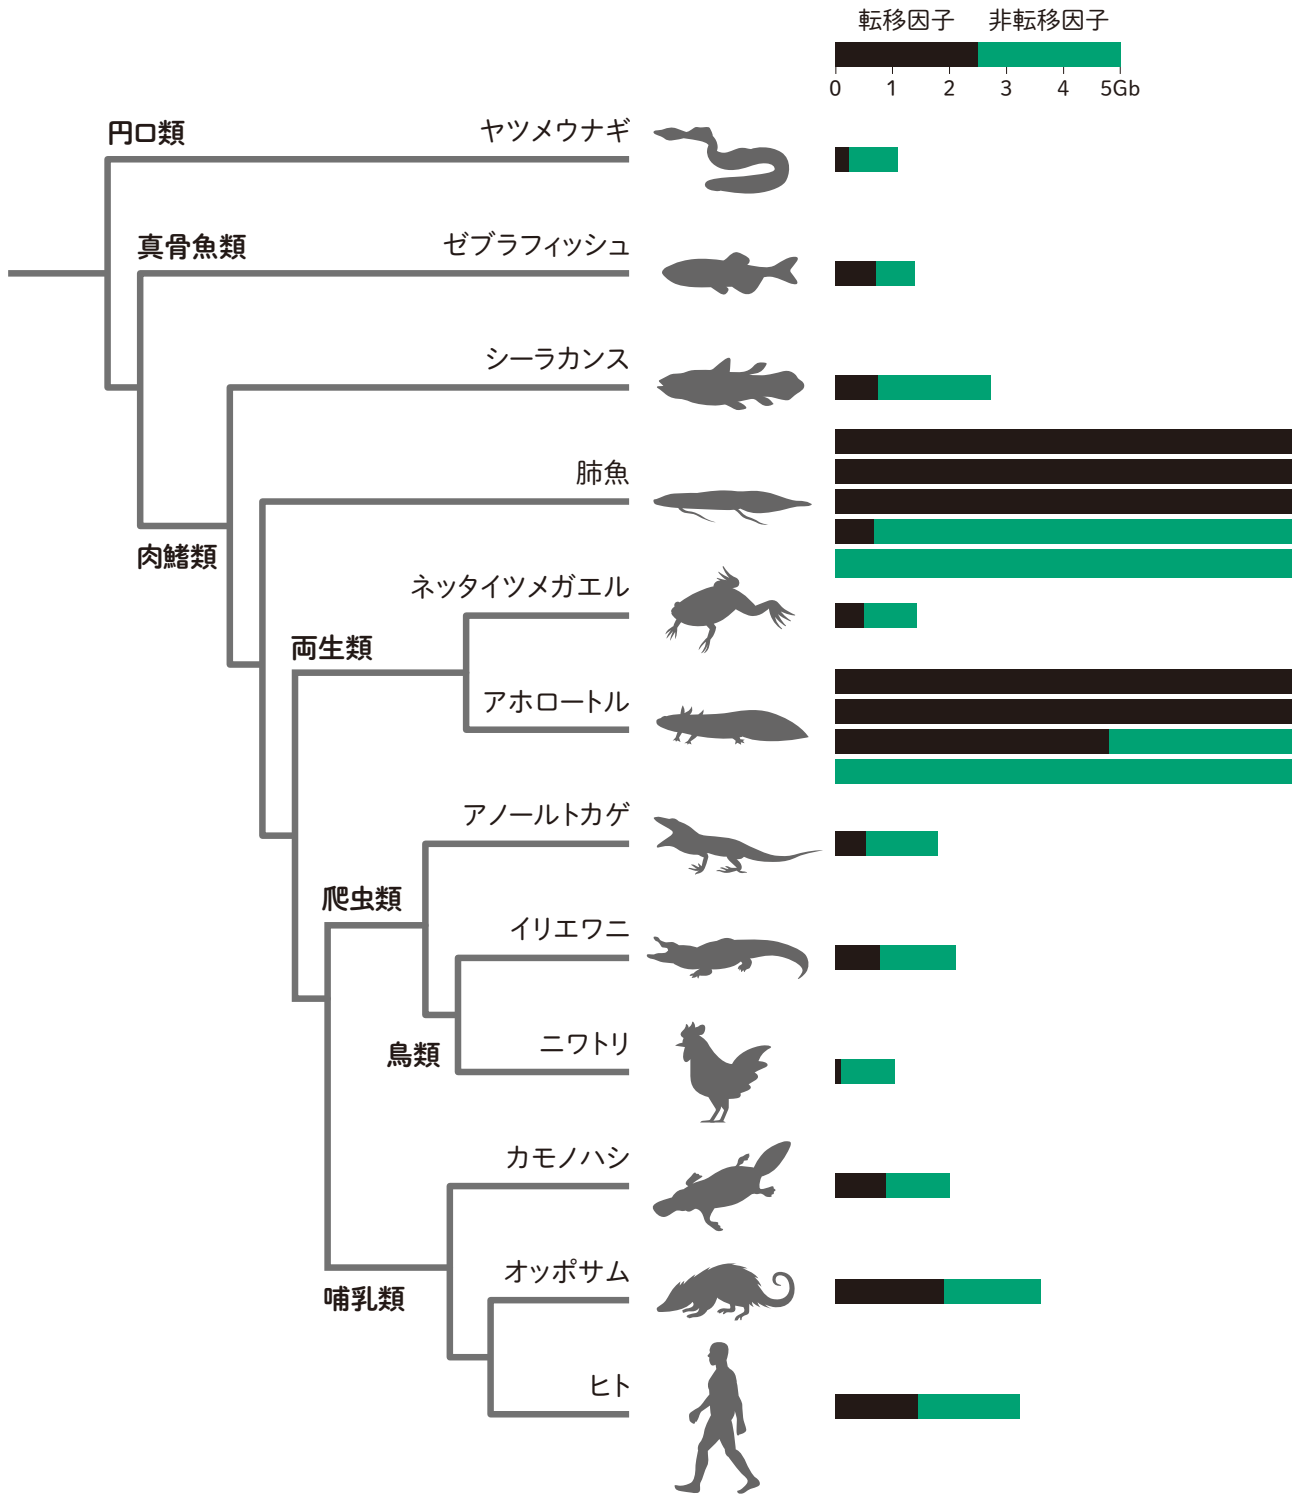 転移因子 非転移因子
0 1 2 3 4 5Gb
円口類
ヤツメウナギ
真骨魚類
ゼブラフィッシュ
シーラカンス
肺魚
肉鰭類
ネッタイツメガエル
両生類
アホロートル
アノールトカゲ
爬虫類
イリエワニ
ニワトリ
鳥類
カモノハシ
オッポサム
哺乳類
ヒト